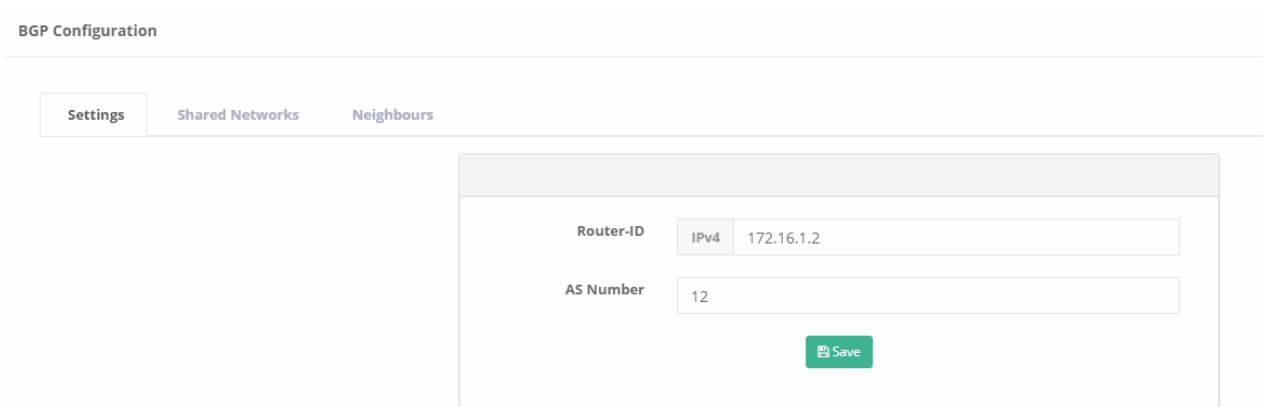 BGP Configuration
Settings Shared Networks Neighbours
Router-ID IPv4 172.16.1.2
AS Number 12
Save